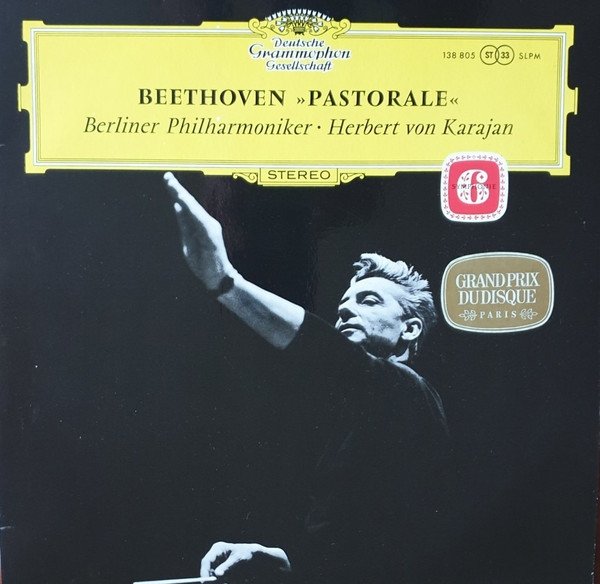 Deutsche
Grammophon
Gesellschaft
138 805 ST 33 SLPM
BEETHOVEN »PASTORALE«
Berliner Philharmoniker · Herbert von Karajan
STEREO
6
SYMPHONIE
GRAND PRIX
DU DISQUE
PARIS